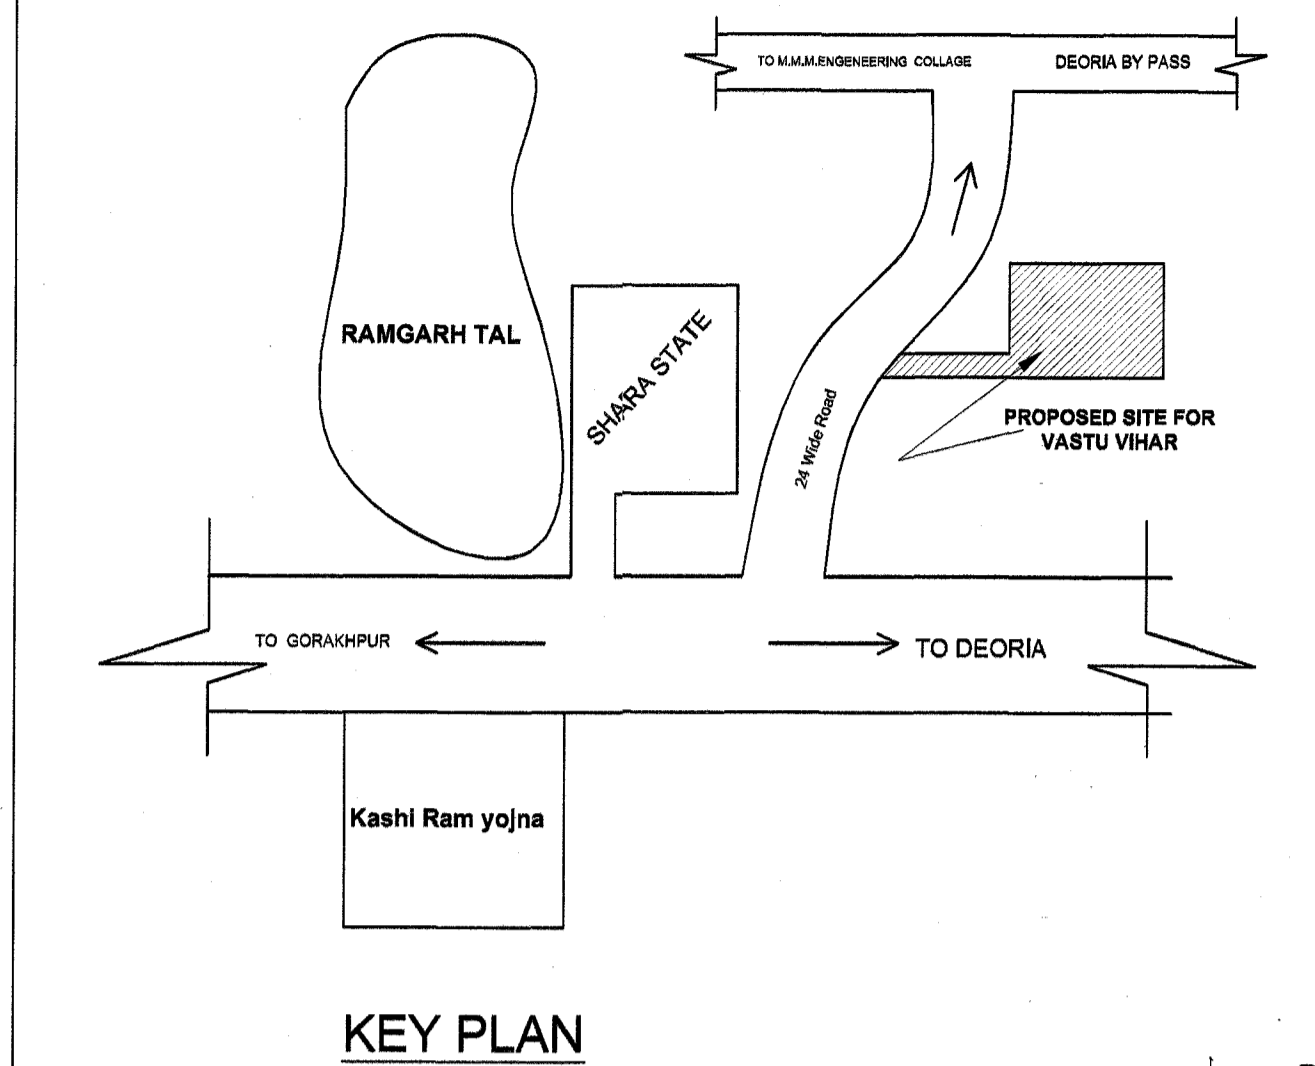 TO M.M.M.ENGENEERING COLLAGE
DEORIA BY PASS
RAMGARH TAL
SHARA STATE
24 Wide Road
PROPOSED SITE FOR
VASTU VIHAR
TO GORAKHPUR
TO DEORIA
Kashi Ram yojna
KEY PLAN